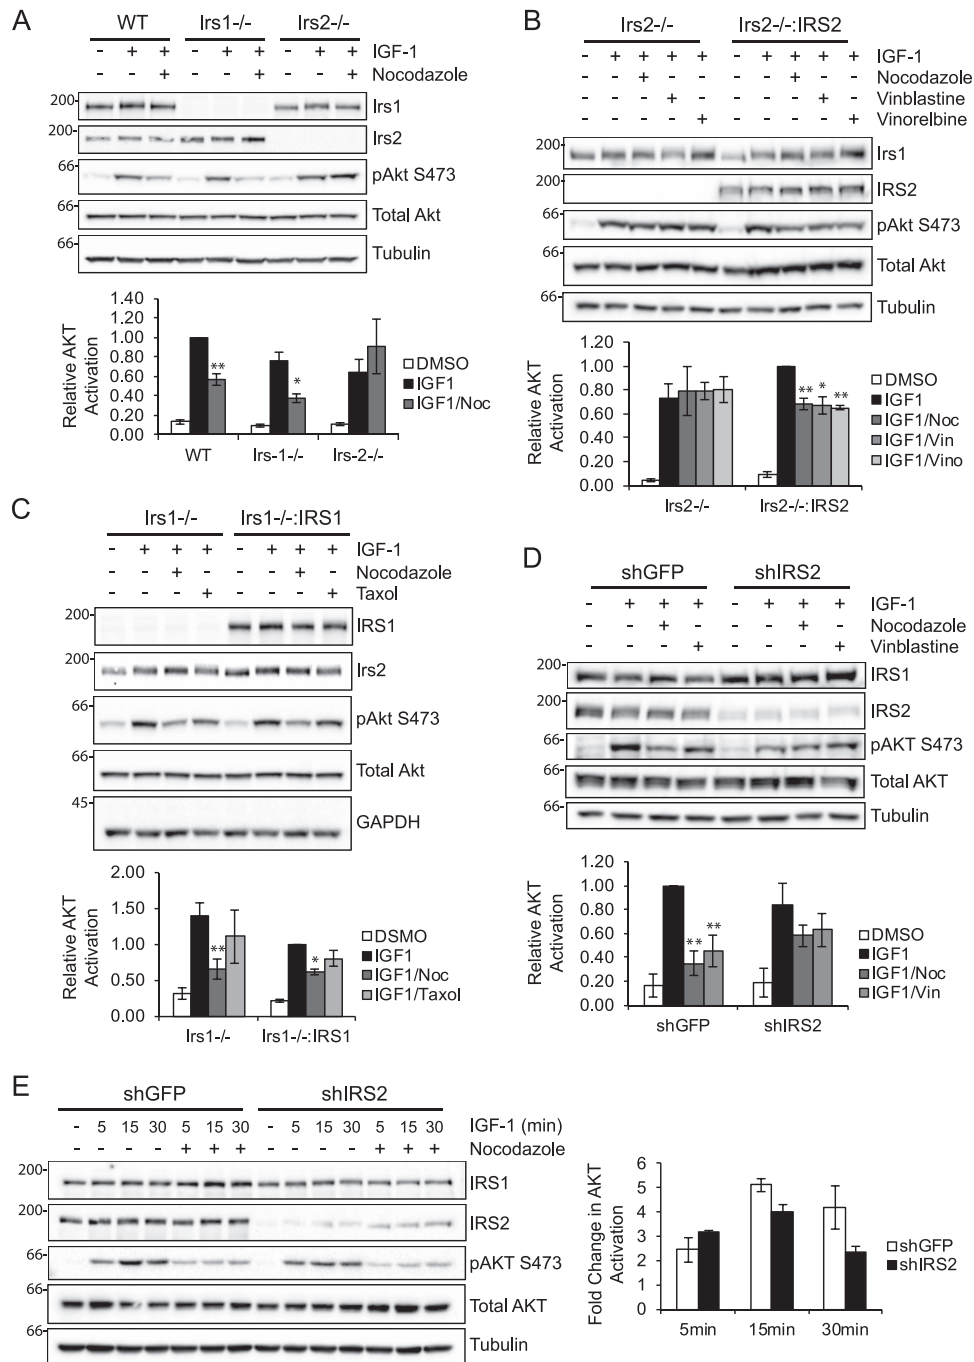 A
WT Irs1-/- Irs2-/-
- + + - + + - + + IGF-1
- - + - - + - - + Nocodazole
200 Irs1
200 Irs2
66 pAkt S473
66 Total Akt
66 Tubulin
Relative AKT Activation
1.40
1.20
1.00
0.80
0.60
0.40
0.20
0.00
** *
DMSO
IGF1
IGF1/Noc
WT Irs-1-/- Irs-2-/-
B
Irs2-/- Irs2-/-:IRS2
- + + + + - + + + + IGF-1
- - + - - - - + - - Nocodazole
- - - + - - - - + - Vinblastine
- - - - + - - - - + Vinorelbine
200 Irs1
200 IRS2
66 pAkt S473
66 Total Akt
66 Tubulin
Relative AKT Activation
1.20
1.00
0.80
0.60
0.40
0.20
0.00
** * **
DMSO
IGF1
IGF1/Noc
IGF1/Vin
IGF1/Vino
Irs2-/- Irs2-/-:IRS2
C
Irs1-/- Irs1-/-:IRS1
- + + + - + + + IGF-1
- - + - - - + - Nocodazole
- - - + - - - + Taxol
200 IRS1
200 Irs2
66 pAkt S473
66 Total Akt
45 GAPDH
Relative AKT Activation
2.00
1.50
1.00
0.50
0.00
** *
DSMO
IGF1
IGF1/Noc
IGF1/Taxol
Irs1-/- Irs1-/-:IRS1
D
shGFP shIRS2
- + + + - + + + IGF-1
- - + - - - + - Nocodazole
- - - + - - - + Vinblastine
200 IRS1
200 IRS2
66 pAKT S473
66 Total AKT
66 Tubulin
Relative AKT Activation
1.20
1.00
0.80
0.60
0.40
0.20
0.00
** **
DMSO
IGF1
IGF1/Noc
IGF1/Vin
shGFP shIRS2
E
shGFP shIRS2
- 5 15 30 5 15 30 - 5 15 30 5 15 30 IGF-1 (min)
- - - - + + + - - - - + + + Nocodazole
200 IRS1
200 IRS2
66 pAKT S473
66 Total AKT
66 Tubulin
Fold Change in AKT Activation
6
5
4
3
2
1
0
shGFP
shIRS2
5min 15min 30min